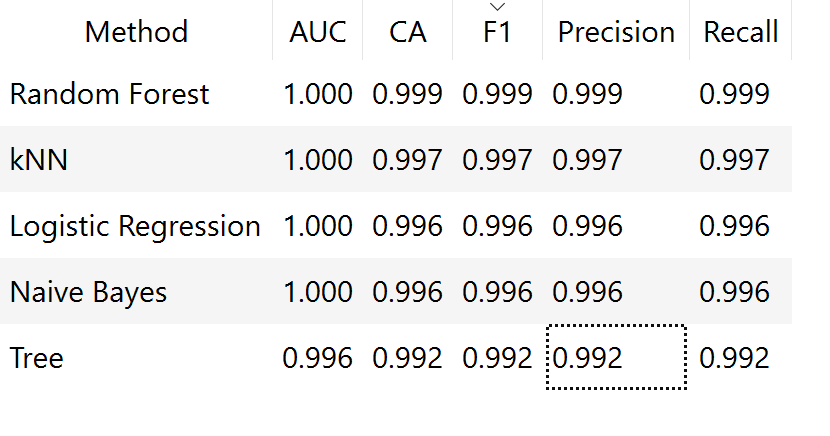 Method AUC CA F1 Precision Recall
Random Forest 1.000 0.999 0.999 0.999 0.999
kNN 1.000 0.997 0.997 0.997 0.997
Logistic Regression 1.000 0.996 0.996 0.996 0.996
Naive Bayes 1.000 0.996 0.996 0.996 0.996
Tree 0.996 0.992 0.992 0.992 0.992